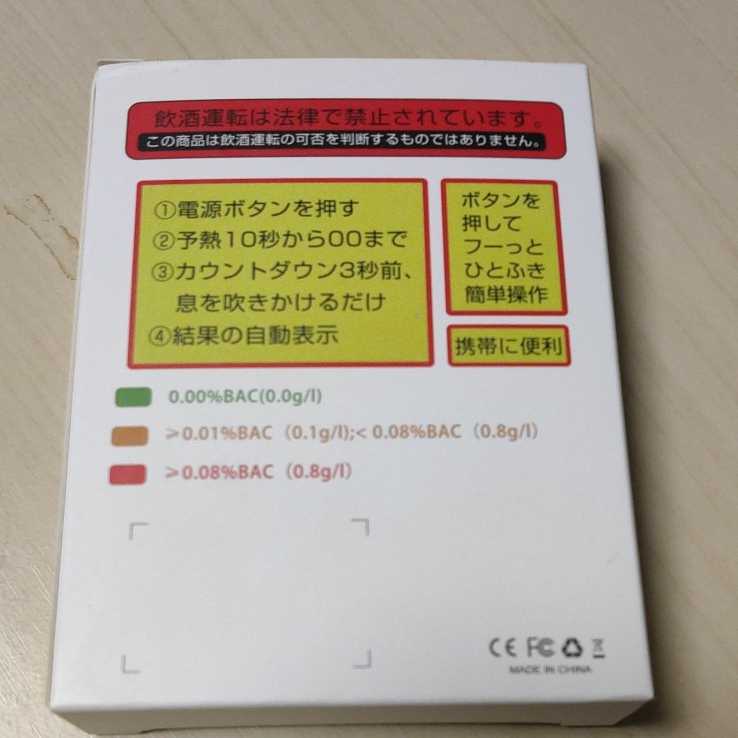 飲酒運転は法律で禁止されています。
この商品は飲酒運転の可否を判断するものではありません。
①電源ボタンを押す
②予熱10秒から00まで
③カウントダウン3秒前、
息を吹きかけるだけ
④結果の自動表示
ボタンを
押して
フーっと
ひとふき
簡単操作
携帯に便利
0.00%BAC(0.0g/l)
≥0.01%BAC（0.1g/l);< 0.08%BAC（0.8g/l）
≥0.08%BAC（0.8g/l）
CE FC
MADE IN CHINA